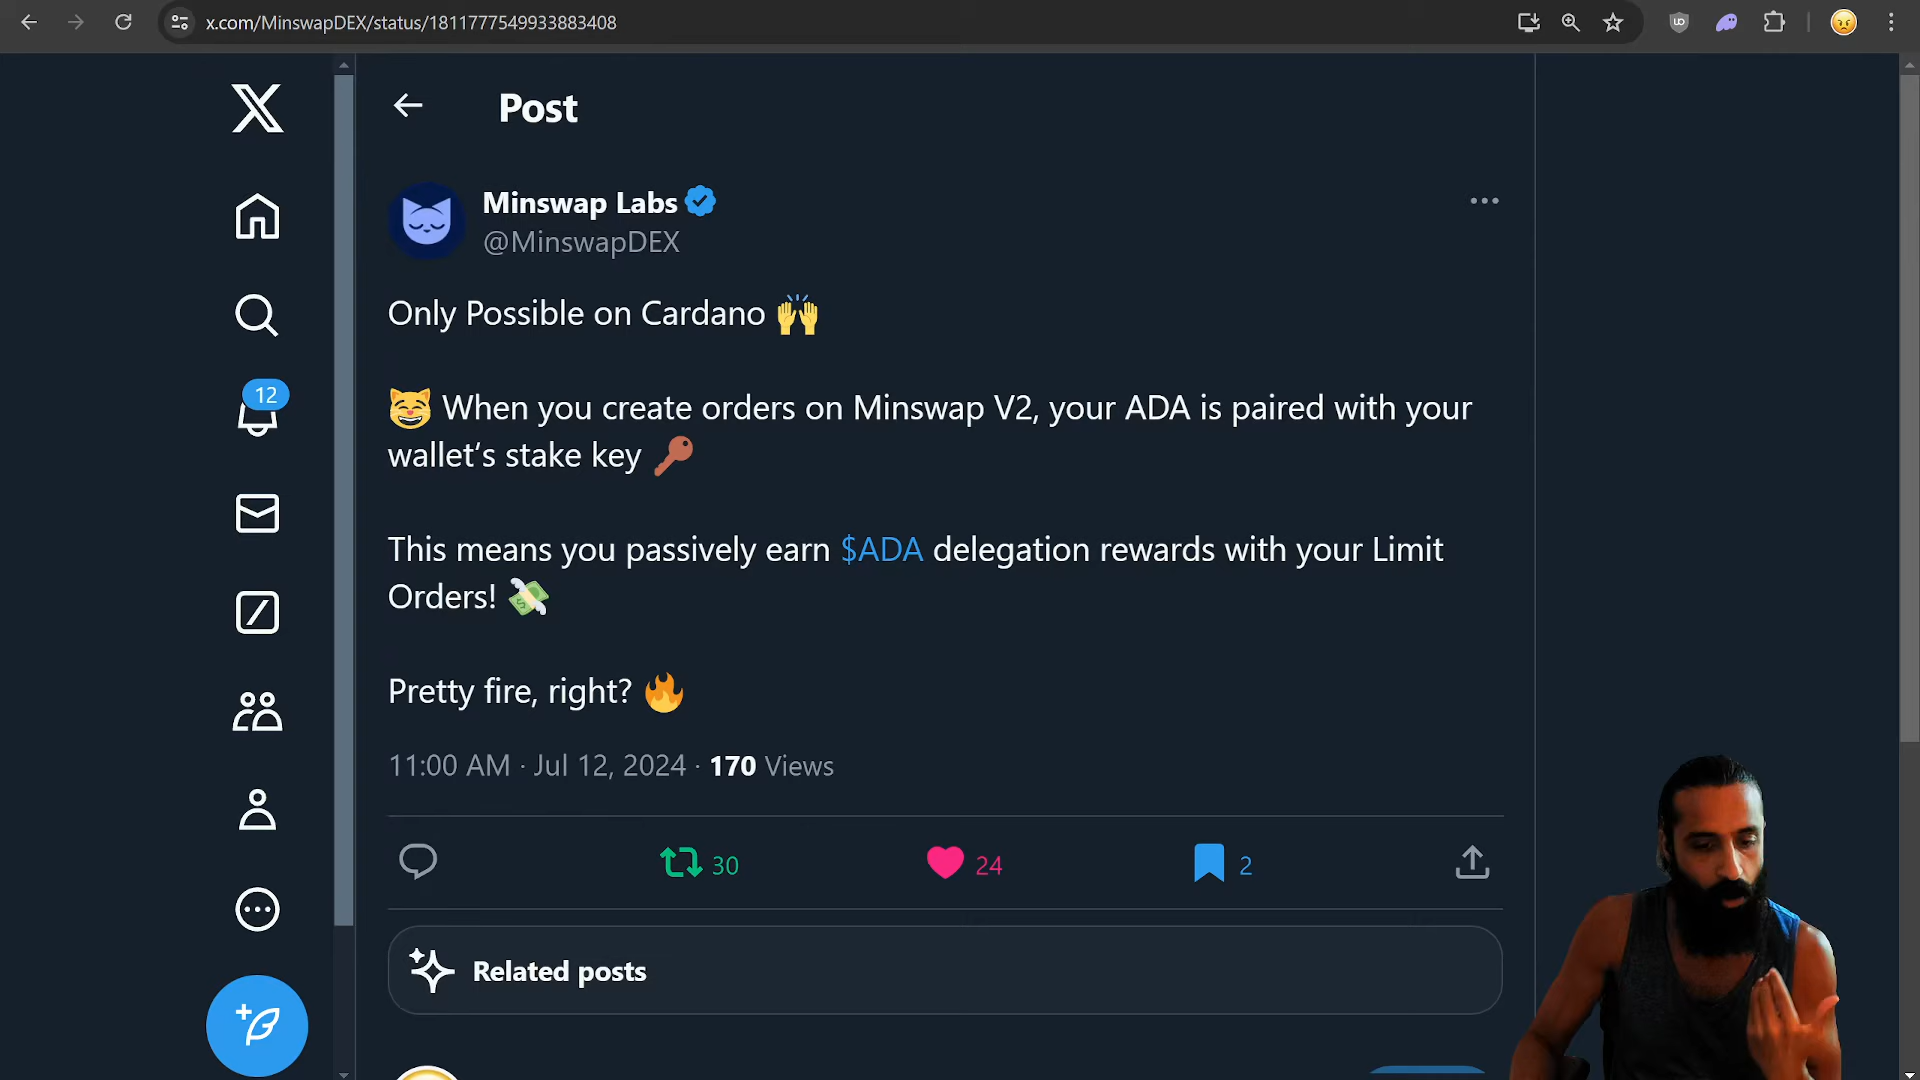 x.com/MinswapDEX/status/1811777549933883408
Post
Minswap Labs
@MinswapDEX
Only Possible on Cardano 🙌
😸 When you create orders on Minswap V2, your ADA is paired with your
wallet's stake key 🔑
This means you passively earn $ADA delegation rewards with your Limit
Orders! 💸
Pretty fire, right? 🔥
11:00 AM · Jul 12, 2024 · 170 Views
12
30 24 2
Related posts